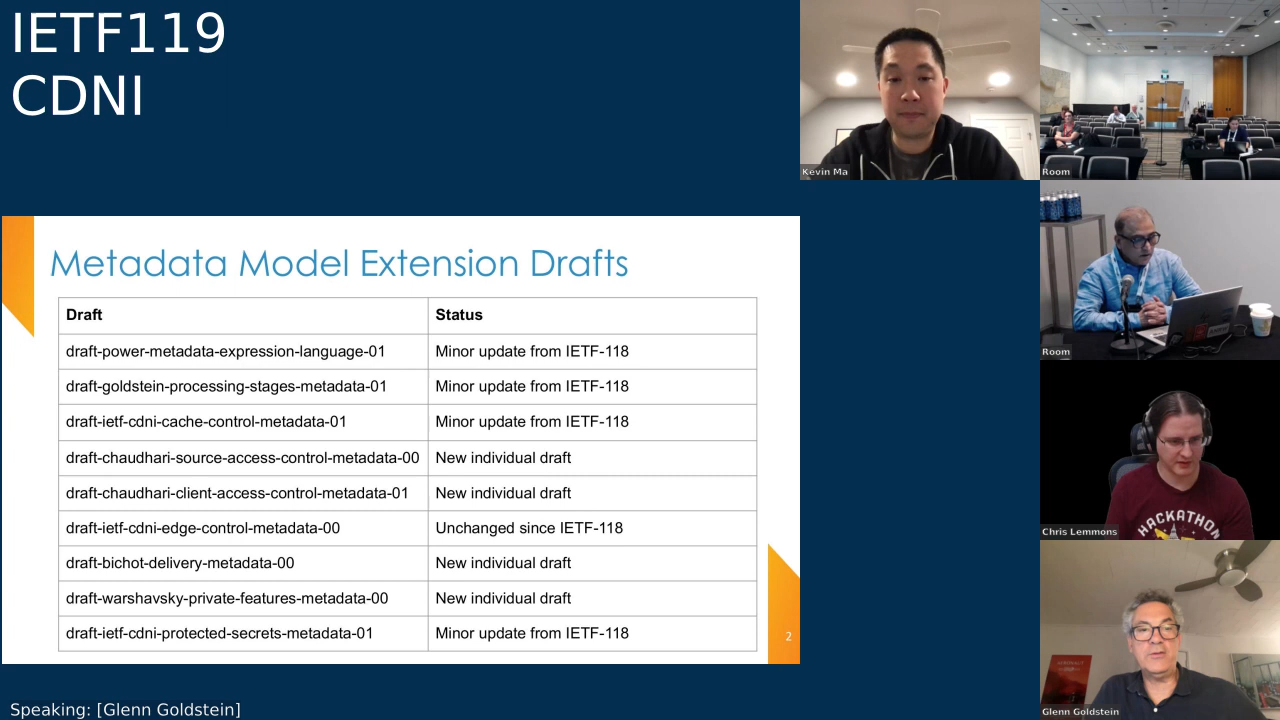 IETF119
CDNI
Kevin Ma
Room
Metadata Model Extension Drafts
Draft Status
draft-power-metadata-expression-language-01 Minor update from IETF-118
draft-goldstein-processing-stages-metadata-01 Minor update from IETF-118
draft-ietf-cdni-cache-control-metadata-01 Minor update from IETF-118
draft-chaudhari-source-access-control-metadata-00 New individual draft
draft-chaudhari-client-access-control-metadata-01 New individual draft
draft-ietf-cdni-edge-control-metadata-00 Unchanged since IETF-118
draft-bichot-delivery-metadata-00 New individual draft
draft-warshavsky-private-features-metadata-00 New individual draft
draft-ietf-cdni-protected-secrets-metadata-01 Minor update from IETF-118
2
Room
HACKATHON
Chris Lemmons
Glenn Goldstein
Speaking: [Glenn Goldstein]